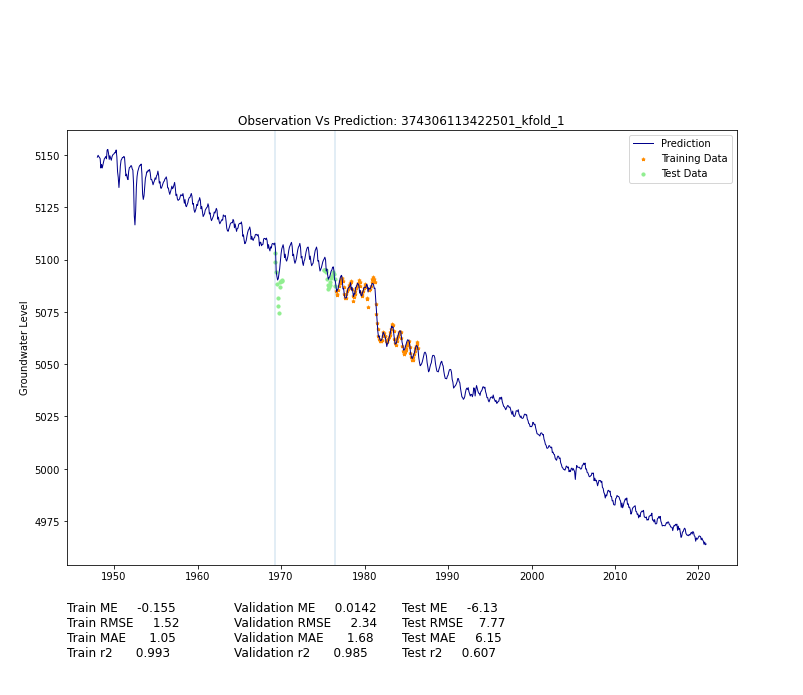 Observation Vs Prediction: 374306113422501_kfold_1
Prediction
Training Data
Test Data
5150
5125
5100
5075
5050
5025
5000
4975
Groundwater Level
1950 1960 1970 1980 1990 2000 2010 2020
Train ME -0.155 Validation ME 0.0142 Test ME -6.13
Train RMSE 1.52 Validation RMSE 2.34 Test RMSE 7.77
Train MAE 1.05 Validation MAE 1.68 Test MAE 6.15
Train r2 0.993 Validation r2 0.985 Test r2 0.607